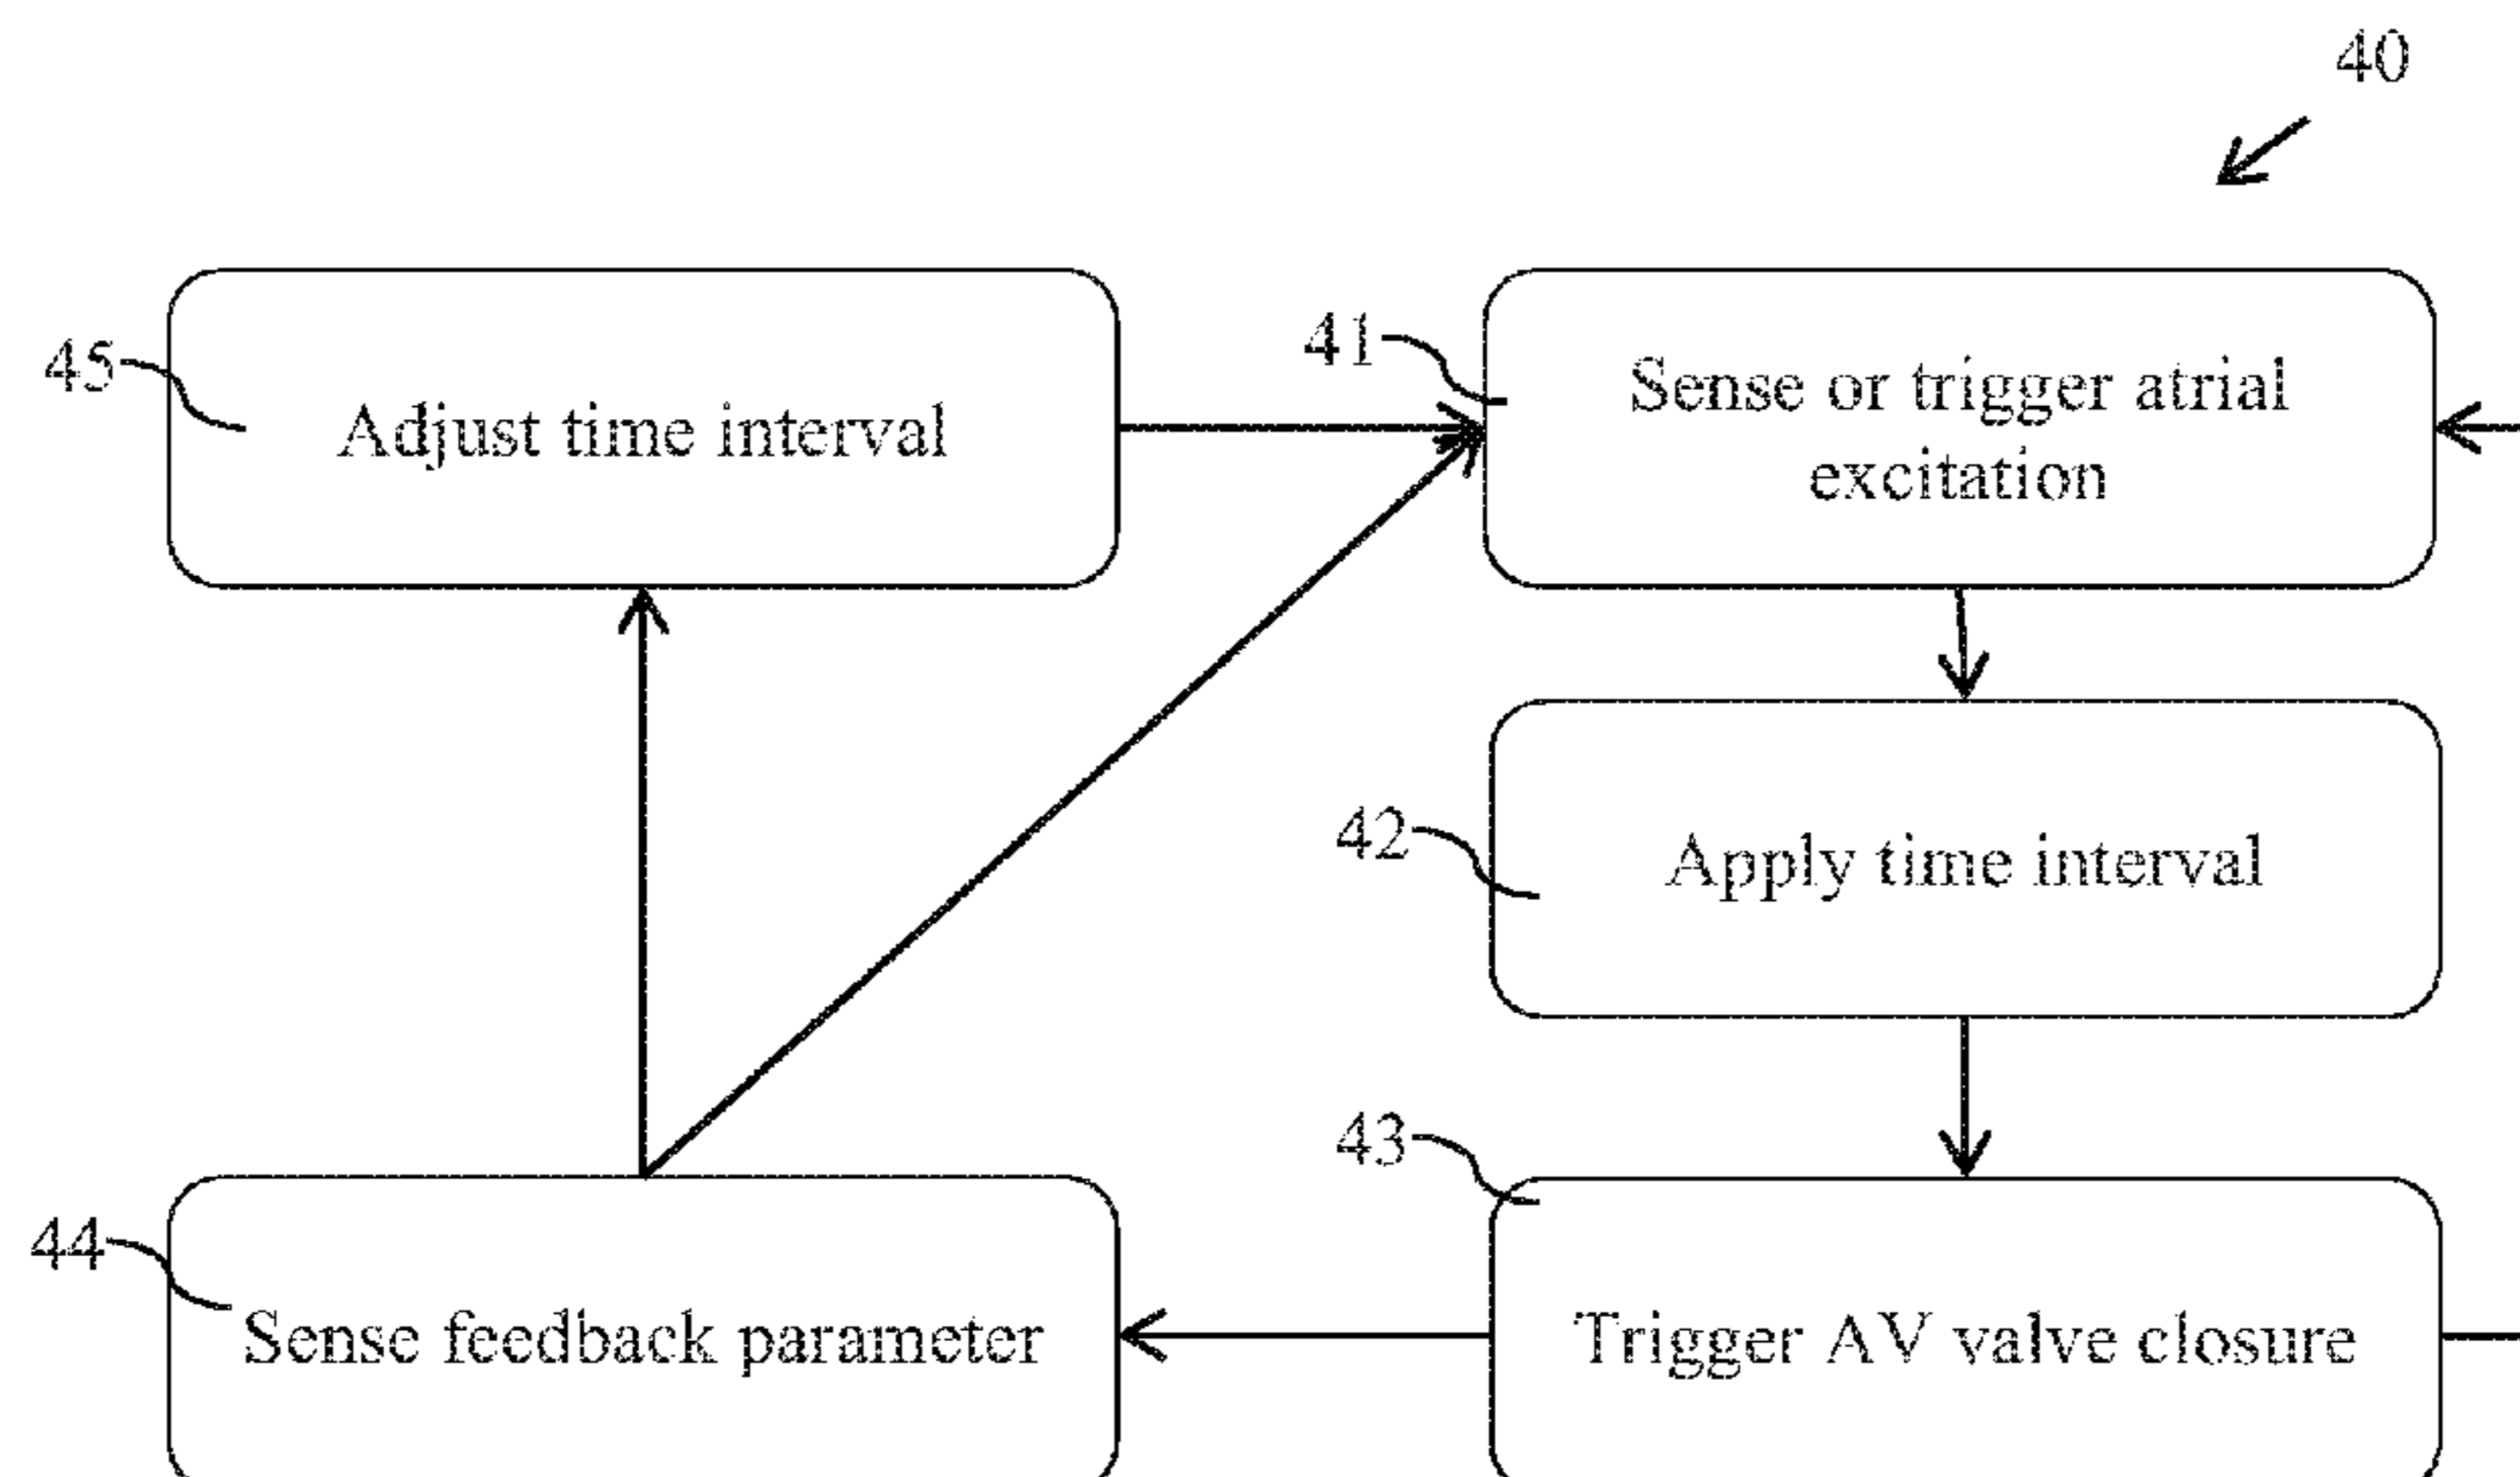 40
45
Adjust time interval
41
Sense or trigger atrial
excitation
42
Apply time interval
43
Trigger AV valve closure
44
Sense feedback parameter